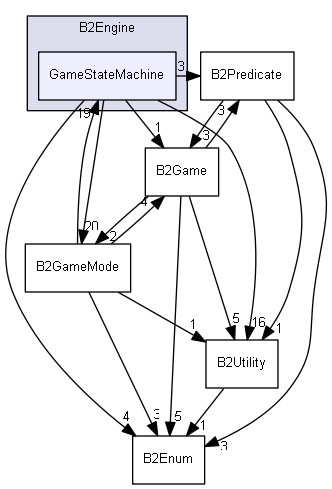 B2Engine
GameStateMachine
3
B2Predicate
19
1
3
3
B2Game
4
20
2
B2GameMode
1
5
16
1
B2Utility
4
3
5
1
3
B2Enum